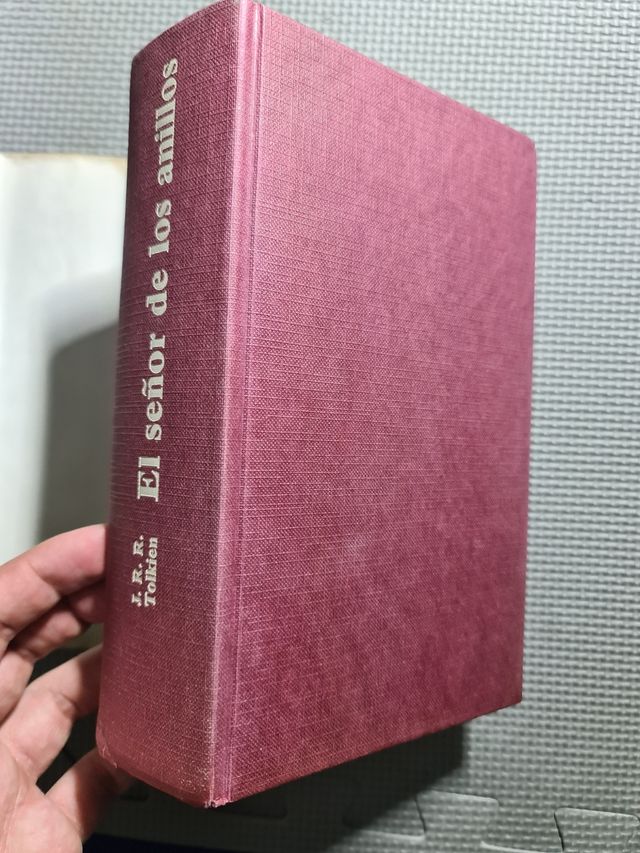 J. R. R.
Tolkien
El señor de los anillos